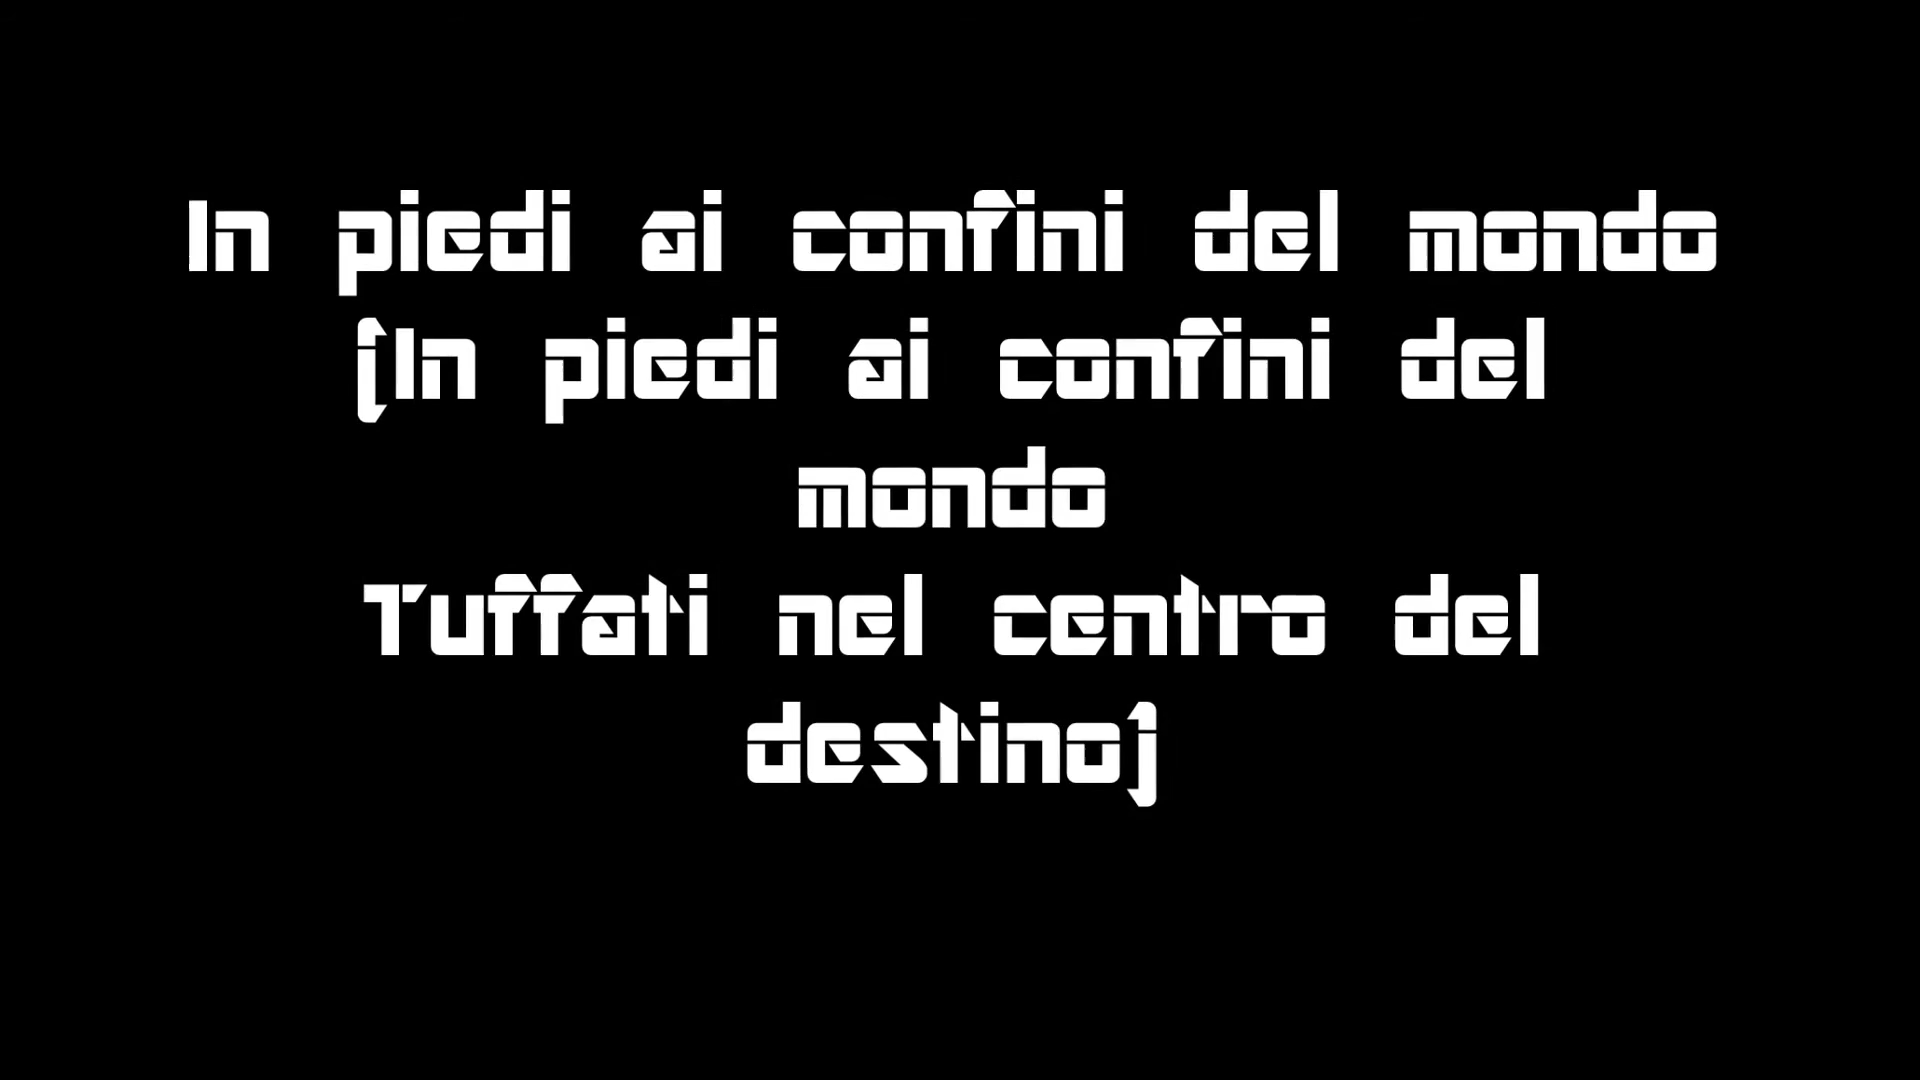 In piedi ai confini del mondo
(In piedi ai confini del
mondo
Tuffati nel centro del
destino)